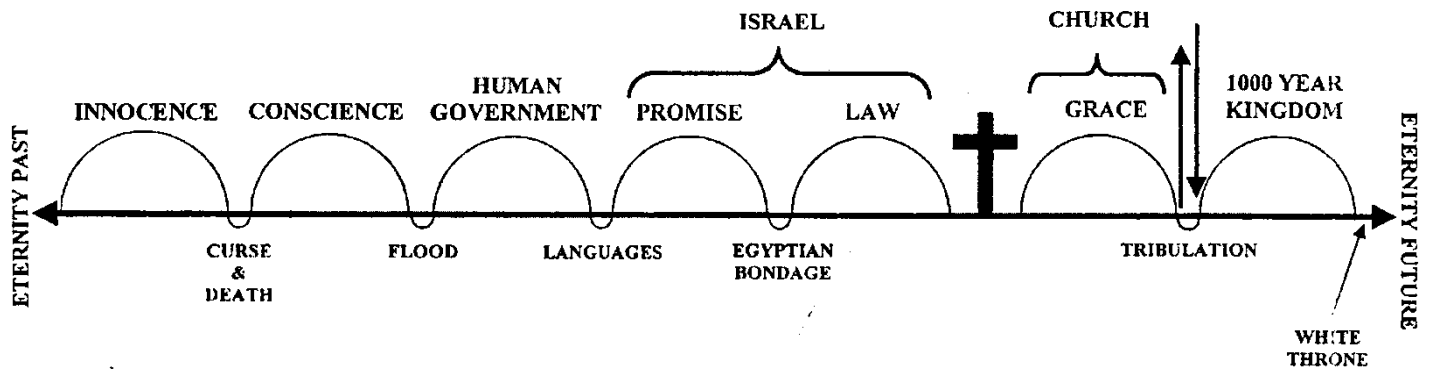 ISRAEL
CHURCH
INNOCENCE
CONSCIENCE
HUMAN
GOVERNMENT
PROMISE
LAW
GRACE
1000 YEAR
KINGDOM
ETERNITY PAST
ETERNITY FUTURE
CURSE
&
DEATH
FLOOD
LANGUAGES
EGYPTIAN
BONDAGE
TRIBULATION
WHITE
THRONE